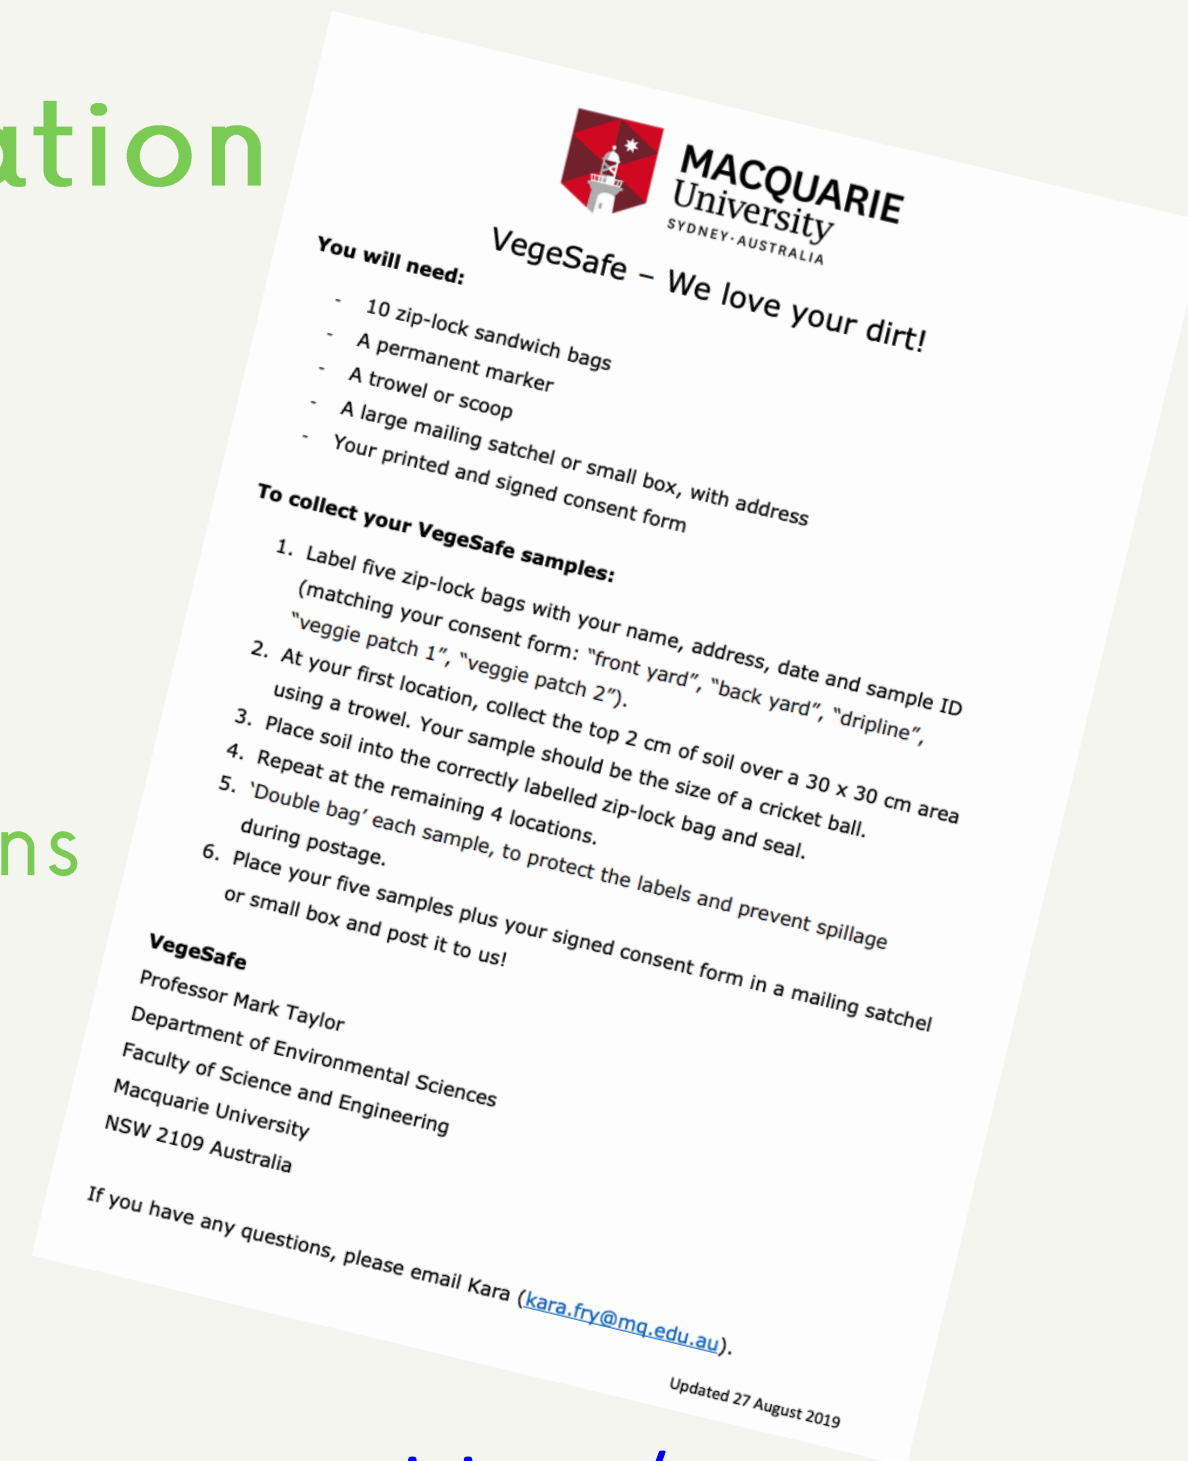 ation
MACQUARIE
University
SYDNEY·AUSTRALIA
VegeSafe – We love your dirt!
You will need:
- 10 zip-lock sandwich bags
- A permanent marker
- A trowel or scoop
- A large mailing satchel or small box, with address
- Your printed and signed consent form
To collect your VegeSafe samples:
1. Label five zip-lock bags with your name, address, date and sample ID
(matching your consent form: “front yard”, “back yard”, “dripline”,
“veggie patch 1”, “veggie patch 2”).
2. At your first location, collect the top 2 cm of soil over a 30 x 30 cm area
using a trowel. Your sample should be the size of a cricket ball.
3. Place soil into the correctly labelled zip-lock bag and seal.
4. Repeat at the remaining 4 locations.
5. ‘Double bag’ each sample, to protect the labels and prevent spillage
during postage.
6. Place your five samples plus your signed consent form in a mailing satchel
or small box and post it to us!
ns
VegeSafe
Professor Mark Taylor
Department of Environmental Sciences
Faculty of Science and Engineering
Macquarie University
NSW 2109 Australia
If you have any questions, please email Kara (kara.fry@mq.edu.au).
Updated 27 August 2019